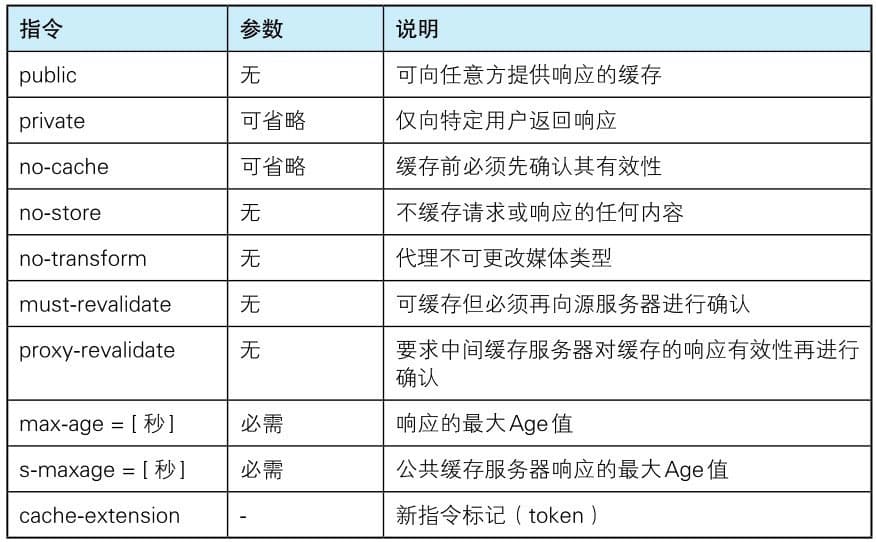 指令 参数 说明
public 无 可向任意方提供响应的缓存
private 可省略 仅向特定用户返回响应
no-cache 可省略 缓存前必须先确认其有效性
no-store 无 不缓存请求或响应的任何内容
no-transform 无 代理不可更改媒体类型
must-revalidate 无 可缓存但必须再向源服务器进行确认
proxy-revalidate 无 要求中间缓存服务器对缓存的响应有效性再进行
确认
max-age = [ 秒 ] 必需 响应的最大Age值
s-maxage = [ 秒 ] 必需 公共缓存服务器响应的最大Age值
cache-extension - 新指令标记（token）